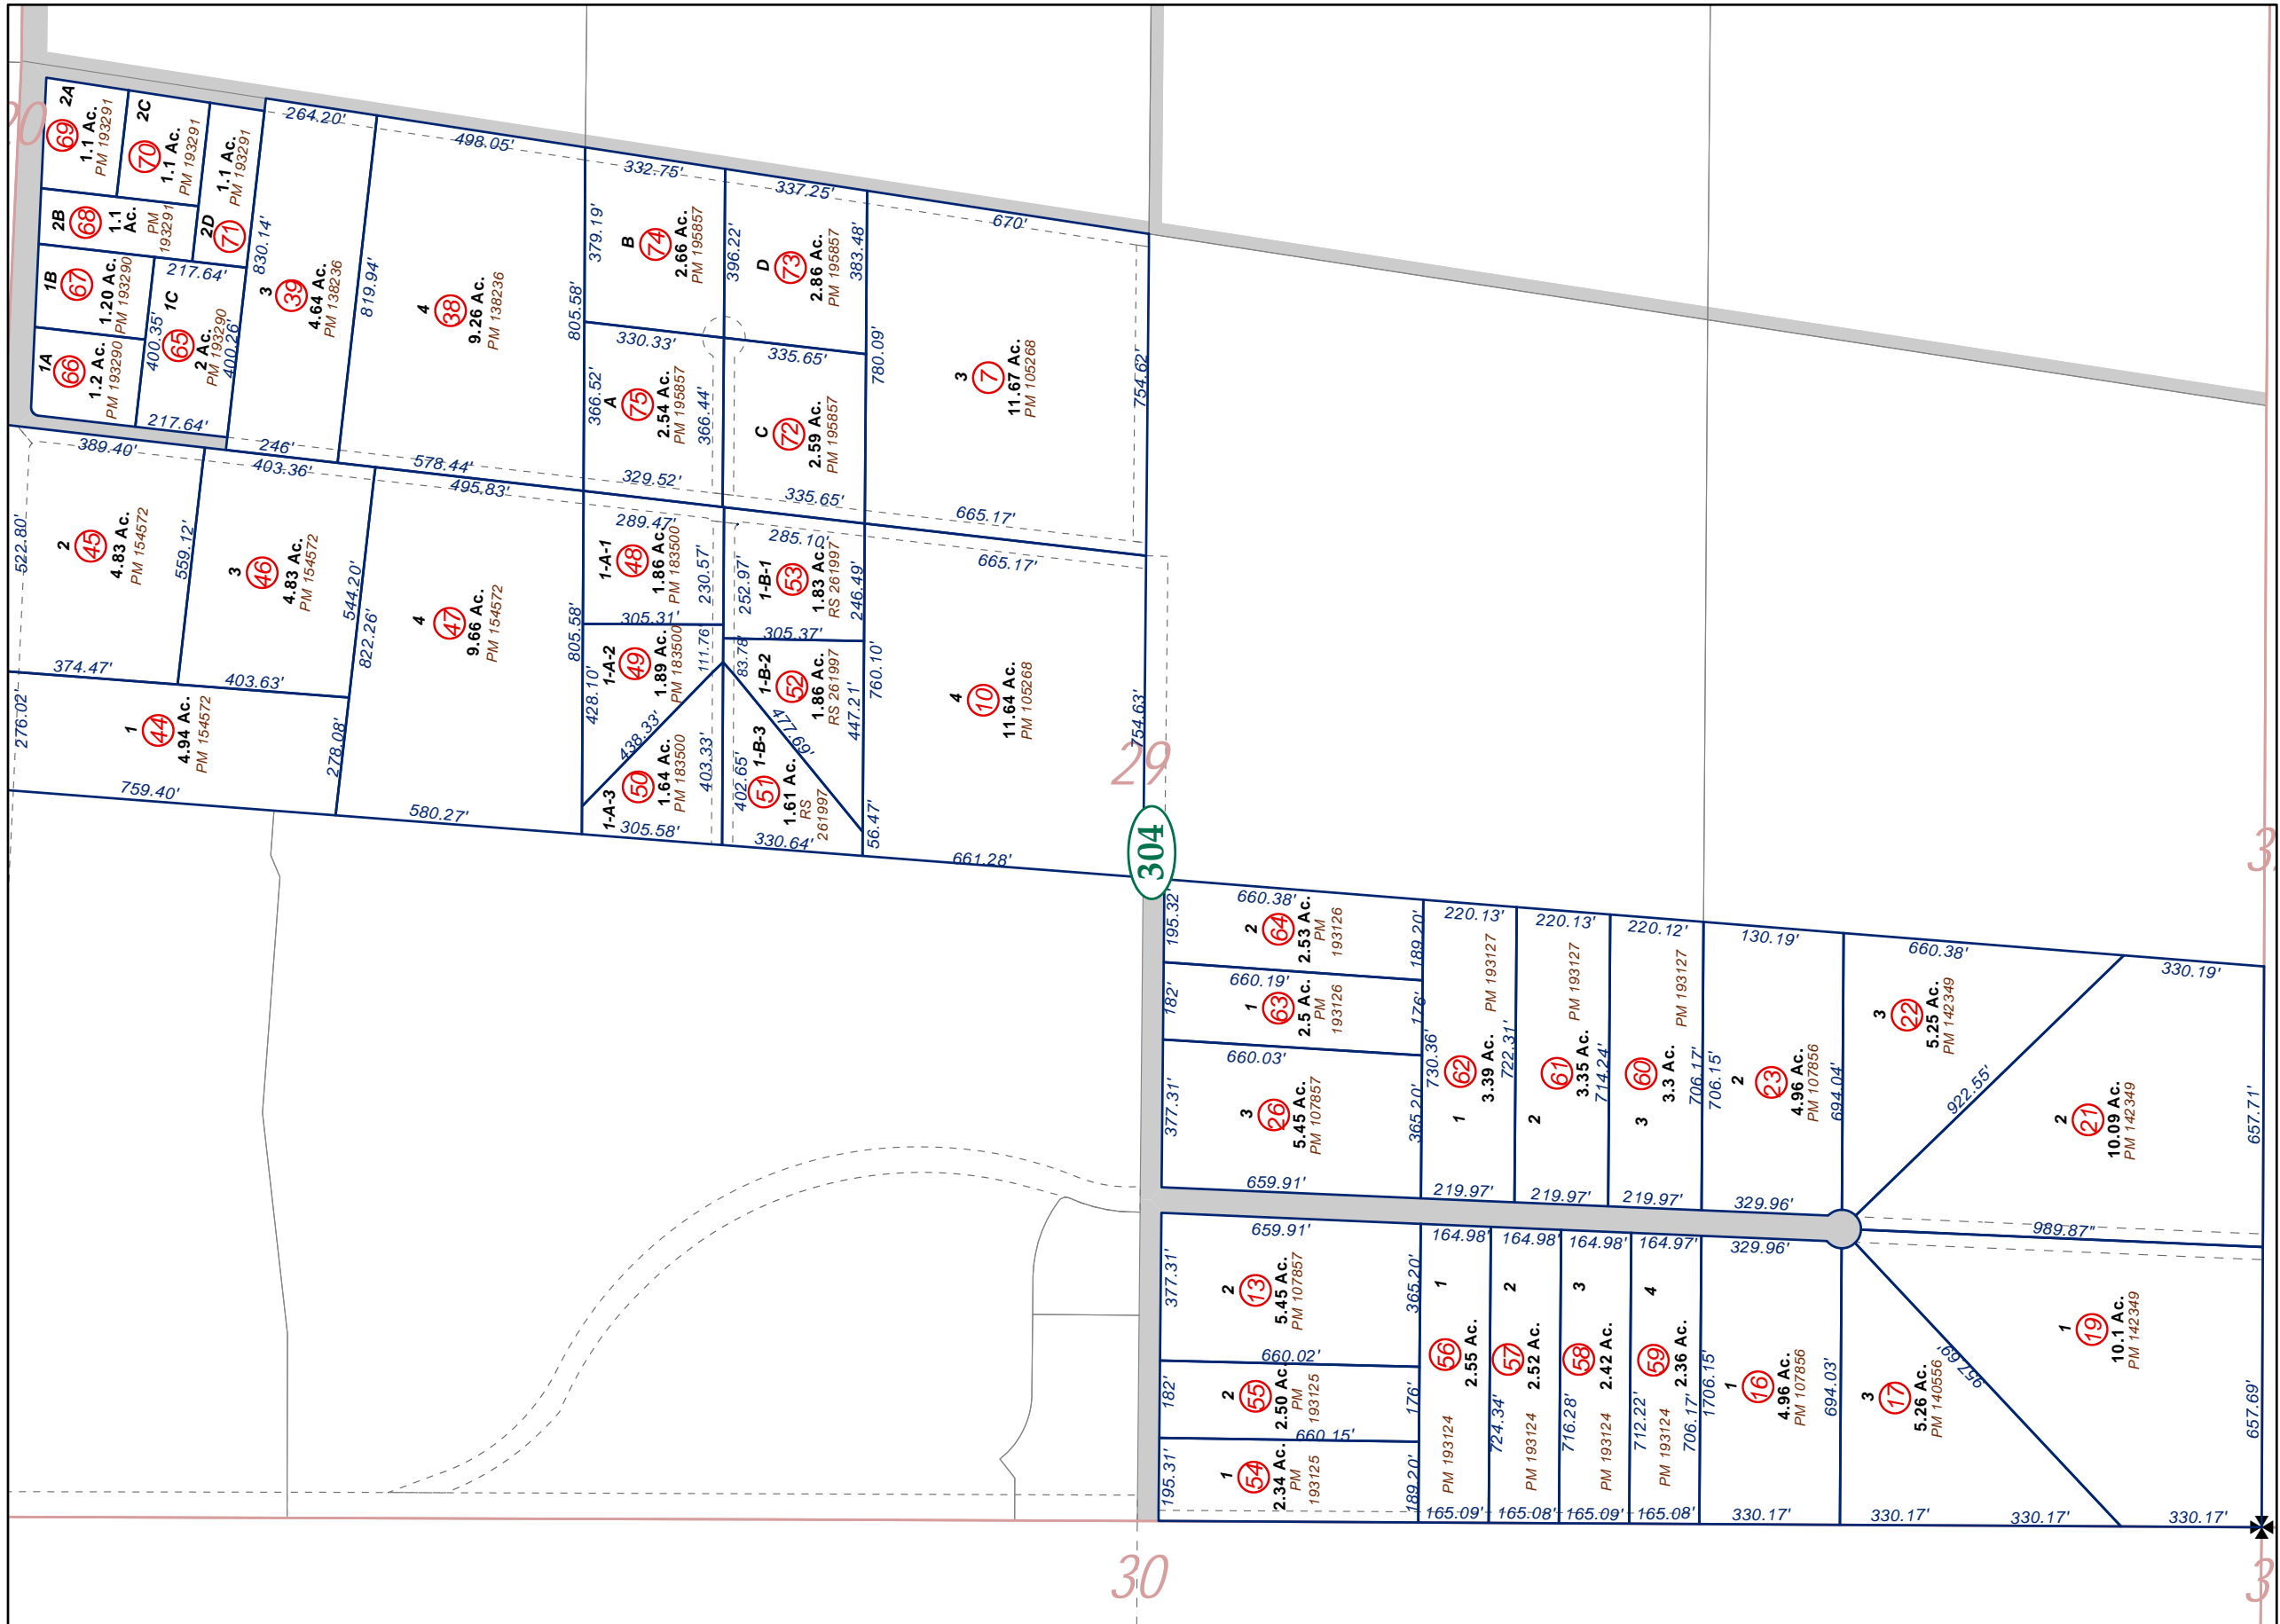 20
2A
69
1.1 Ac.
PM 193291
2C
70
1.1 Ac.
PM 193291
1.1 Ac.
PM 193291
2D
71
2B
68
1.1
Ac.
PM
193291
1B
67
1.20 Ac.
PM 193290
217.64'
1C
65
2 Ac.
PM 193290
400.35'
400.26'
1A
66
1.2 Ac.
PM 193290
217.64'
264.20'
830.14'
3
39
4.64 Ac.
PM 138236
819.94'
246'
498.05'
4
38
9.26 Ac.
PM 138236
805.58'
578.44'
332.75'
379.19'
B
74
2.66 Ac.
PM 195857
396.22'
330.33'
366.52'
A
75
2.54 Ac.
PM 195857
366.44'
329.52'
337.25'
D
73
2.86 Ac.
PM 195857
383.48'
335.65'
C
72
2.59 Ac.
PM 195857
335.65'
780.09'
670'
3
7
11.67 Ac.
PM 105268
754.62'
665.17'
389.40'
522.80'
2
45
4.83 Ac.
PM 154572
559.12'
374.47'
403.36'
3
46
4.83 Ac.
PM 154572
544.20'
403.63'
822.26'
276.02'
1
44
4.94 Ac.
PM 154572
278.08'
759.40'
495.83'
4
47
9.66 Ac.
PM 154572
805.58'
580.27'
289.47'
1-A-1
48
1.86 Ac.
PM 183500
230.57'
305.31'
1-A-2
49
1.89 Ac.
PM 183500
111.76'
428.10'
438.33'
1-A-3
50
1.64 Ac.
PM 183500
403.33'
305.58'
285.10'
252.97'
1-B-1
53
1.83 Ac.
RS 261997
246.49'
305.37'
83.78'
1-B-2
52
1.86 Ac.
RS 261997
447.21'
477.69'
402.65'
1-B-3
51
1.61 Ac.
RS
261997
56.47'
330.64'
760.10'
665.17'
4
10
11.64 Ac.
PM 105268
754.63'
661.28'
29
304
3
195.32'
660.38'
2
64
2.53 Ac.
PM
193126
189.20'
182'
660.19'
1
63
2.5 Ac.
PM
193126
176'
660.03'
377.31'
3
26
5.45 Ac.
PM 107857
365.20'
659.91'
220.13'
PM 193127
730.36'
62
3.39 Ac.
722.31'
1
219.97'
220.13'
PM 193127
61
3.35 Ac.
714.24'
2
219.97'
220.12'
PM 193127
60
3.3 Ac.
706.17'
3
219.97'
130.19'
706.15'
2
23
4.96 Ac.
PM 107856
694.04'
329.96'
660.38'
3
22
5.25 Ac.
PM 142349
922.55'
330.19'
2
21
10.09 Ac.
PM 142349
657.71'
989.87"
659.91'
377.31'
2
13
5.45 Ac.
PM 107857
365.20'
660.02'
182'
2
55
2.50 Ac.
PM
193125
176'
660.15'
195.31'
1
54
2.34 Ac.
PM
193125
189.20'
164.98'
1
56
2.55 Ac.
PM 193124
724.34'
165.09'
164.98'
2
57
2.52 Ac.
PM 193124
716.28'
165.08'
164.98'
3
58
2.42 Ac.
PM 193124
712.22'
165.09'
164.97'
4
59
2.36 Ac.
PM 193124
706.17'
165.08'
329.96'
1706.15'
1
16
4.96 Ac.
PM 107856
694.03'
330.17'
3
17
5.26 Ac.
PM 140556
957.69'
330.17'
330.17'
1
19
10.1 Ac.
PM 142349
657.69'
330.17'
30
3